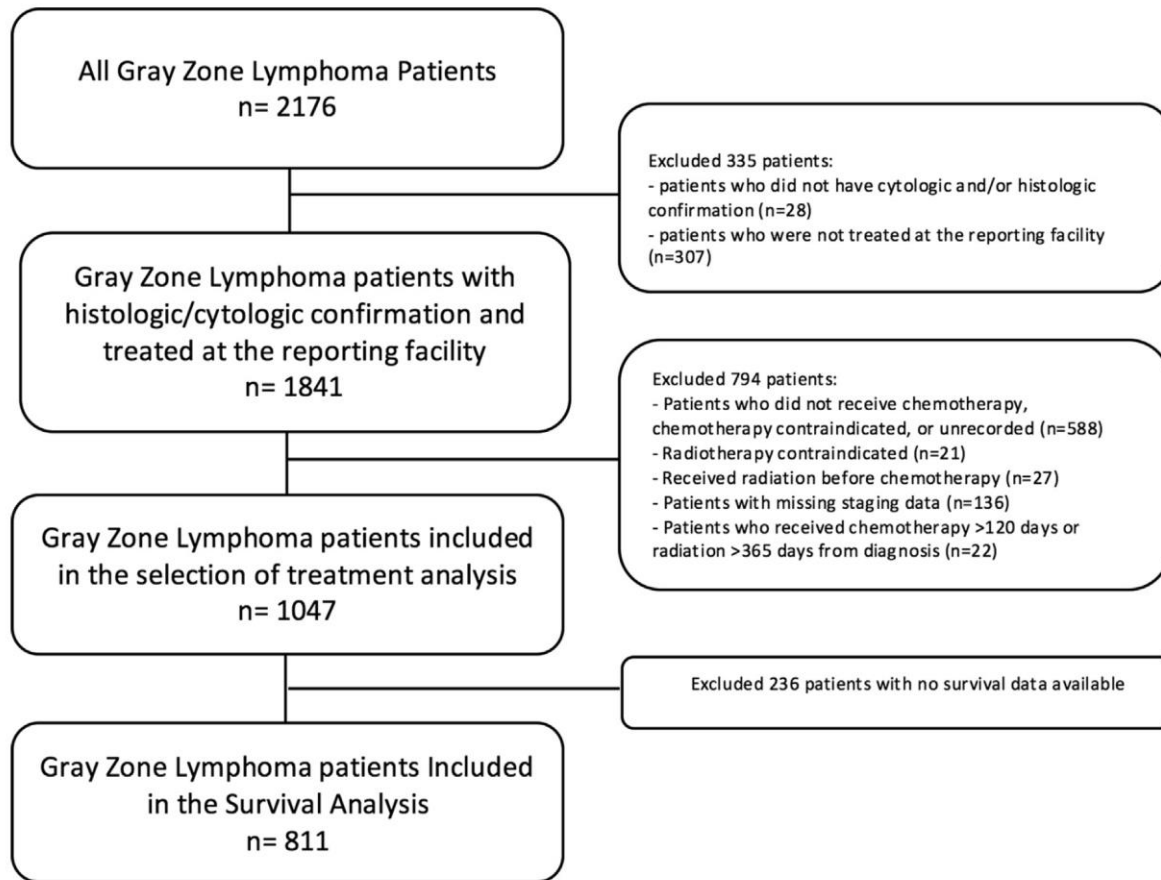 All Gray Zone Lymphoma Patients
n= 2176
Excluded 335 patients:
- patients who did not have cytologic and/or histologic
confirmation (n=28)
- patients who were not treated at the reporting facility
(n=307)
Gray Zone Lymphoma patients with
histologic/cytologic confirmation and
treated at the reporting facility
n= 1841
Excluded 794 patients:
- Patients who did not receive chemotherapy,
chemotherapy contraindicated, or unrecorded (n=588)
- Radiotherapy contraindicated (n=21)
- Received radiation before chemotherapy (n=27)
- Patients with missing staging data (n=136)
- Patients who received chemotherapy >120 days or
radiation >365 days from diagnosis (n=22)
Gray Zone Lymphoma patients included
in the selection of treatment analysis
n= 1047
Excluded 236 patients with no survival data available
Gray Zone Lymphoma patients Included
in the Survival Analysis
n= 811